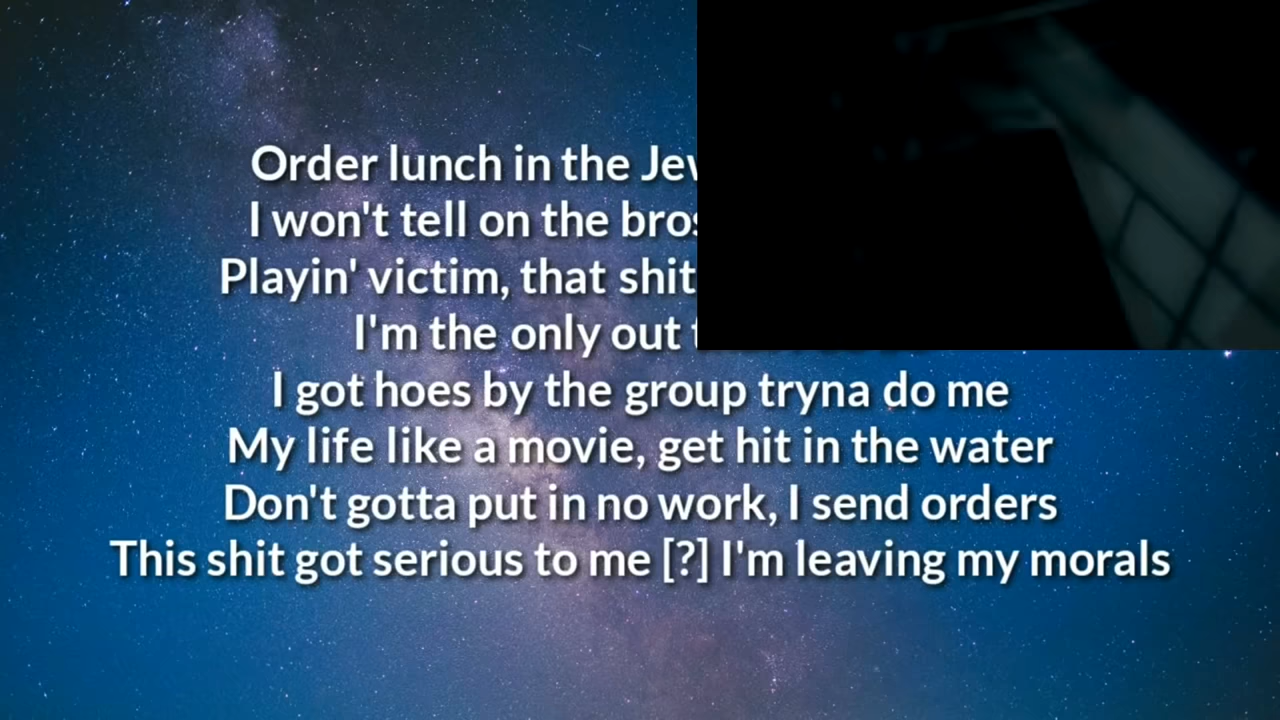 Order lunch in the
I won't tell on the
Playin' victim, that shit
I'm the only out
I got hoes by the group tryna do me
My life like a movie, get hit in the water
Don't gotta put in no work, I send orders
This shit got serious to me [?] I'm leaving my morals